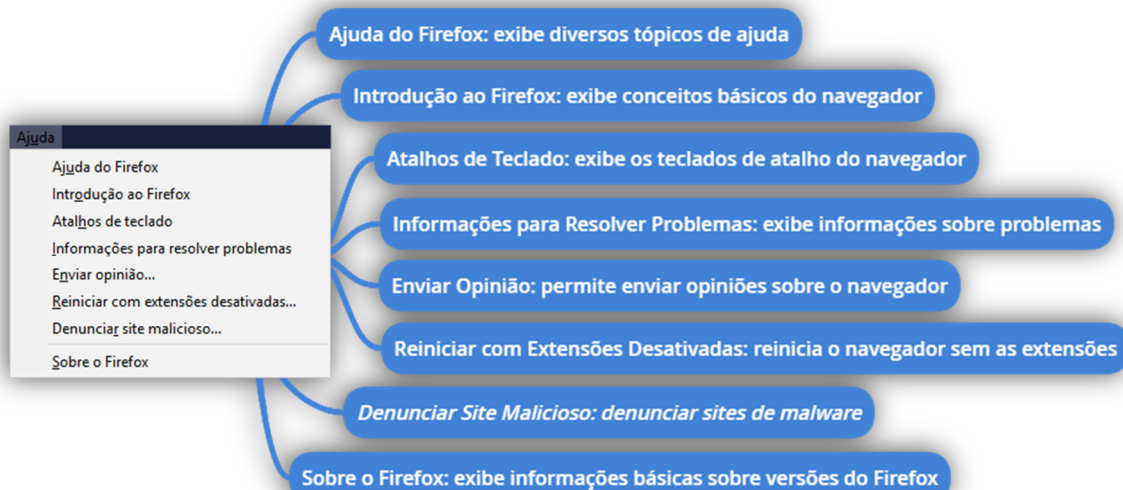 Ajuda do Firefox: exibe diversos tópicos de ajuda
Introdução ao Firefox: exibe conceitos básicos do navegador
Ajuda
Ajuda do Firefox
Introdução ao Firefox
Atalhos de teclado
Informações para resolver problemas
Enviar opinião...
Reiniciar com extensões desativadas...
Denunciar site malicioso...
Sobre o Firefox
Atalhos de Teclado: exibe os teclados de atalho do navegador
Informações para Resolver Problemas: exibe informações sobre problemas
Enviar Opinião: permite enviar opiniões sobre o navegador
Reiniciar com Extensões Desativadas: reinicia o navegador sem as extensões
Denunciar Site Malicioso: denunciar sites de malware
Sobre o Firefox: exibe informações básicas sobre versões do Firefox